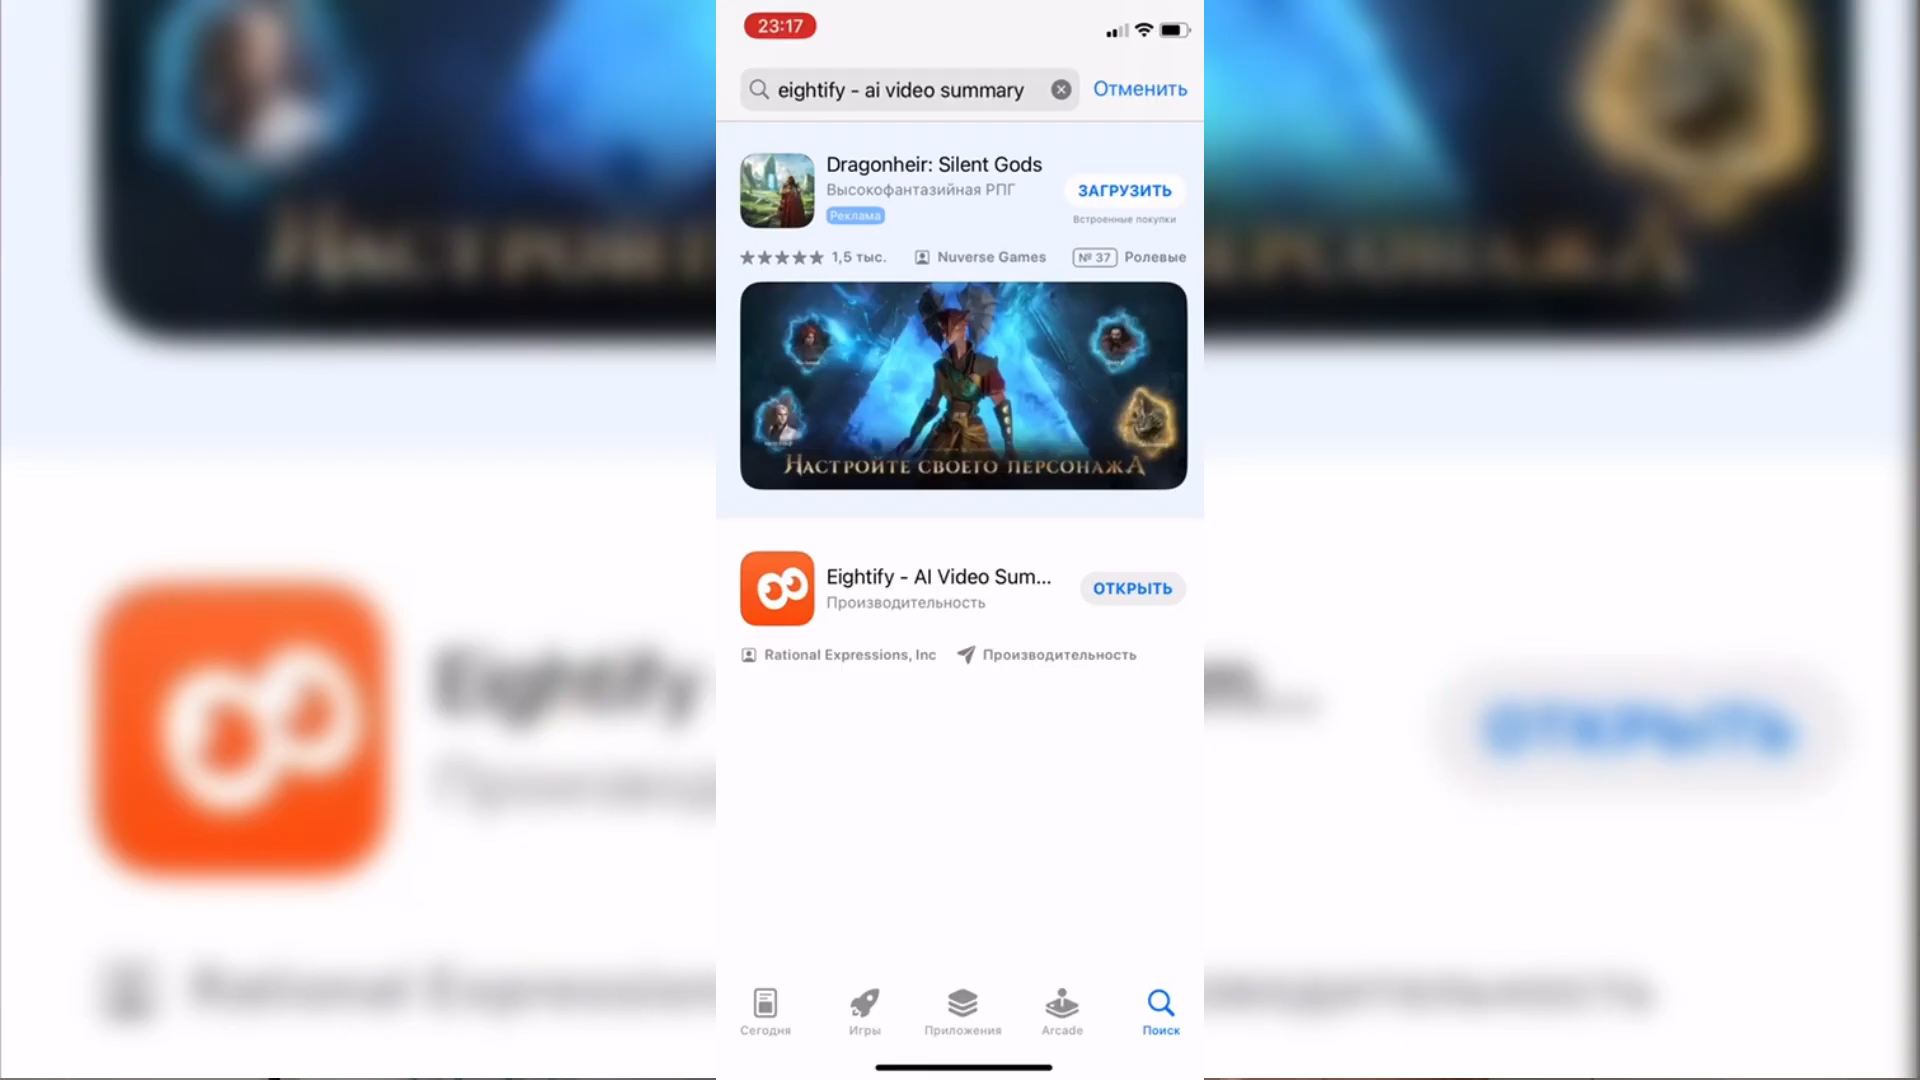 23:17
eightify - ai video summary
Отменить
Dragonheir: Silent Gods
Высокофантазийная РПГ
Реклама
ЗАГРУЗИТЬ
Встроенные покупки
1,5 тыс.
Nuverse Games
№ 37
Ролевые
НАСТРОЙТЕ СВОЕГО ПЕРСОНАЖА
Eightify - AI Video Sum...
Производительность
ОТКРЫТЬ
Rational Expressions, Inc
Производительность
Сегодня
Игры
Приложения
Arcade
Поиск